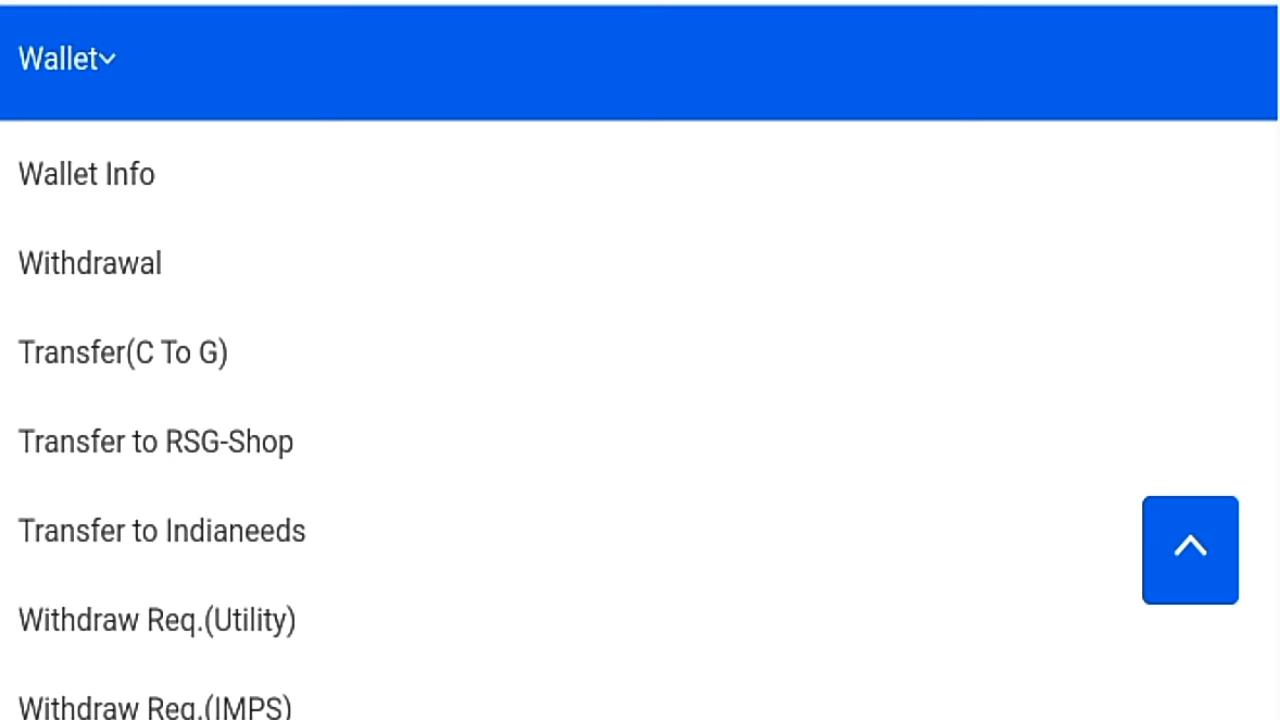 Wallet
Wallet Info
Withdrawal
Transfer(C To G)
Transfer to RSG-Shop
Transfer to Indianeeds
Withdraw Req.(Utility)
Withdraw Req.(IMPS)